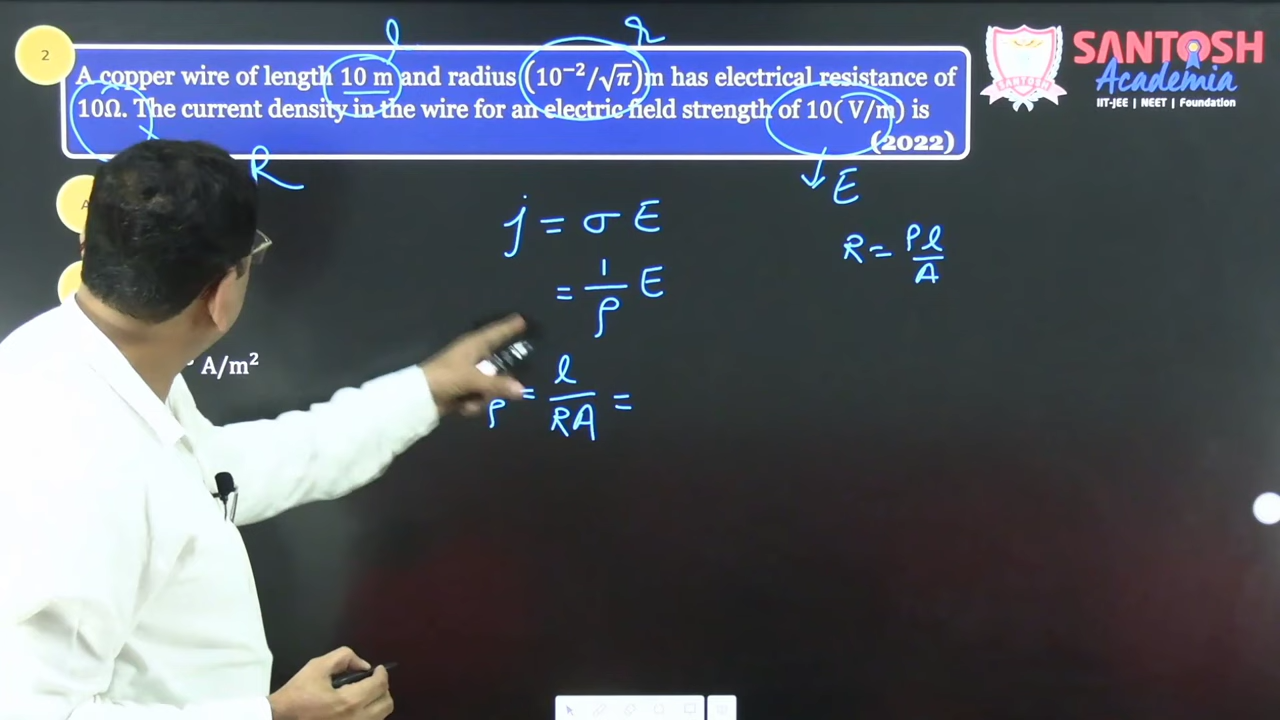 2
A copper wire of length 10 m and radius (10⁻²/√π)m has electrical resistance of
10Ω. The current density in the wire for an electric field strength of 10( V/m) is
(2022)
SANTOSH
Academia
IIT-JEE | NEET | Foundation
SANTOSH
l
r
R
E
j = σ E
= 1/ρ E
R = ρl/A
ρ = l/RA =
A/m²